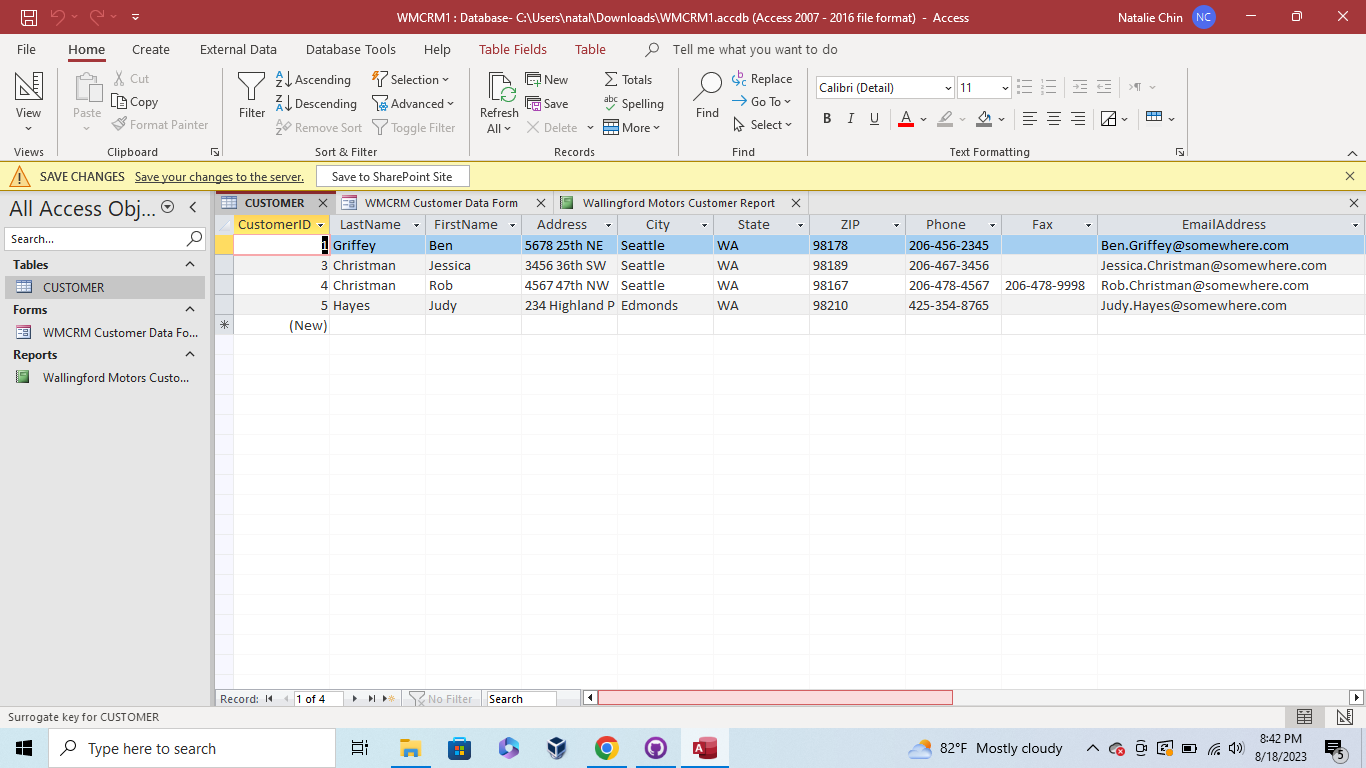 WMCRM1 : Database- C:\Users\natal\Downloads\WMCRM1.accdb (Access 2007 - 2016 file format) - Access
Natalie Chin NC
File Home Create External Data Database Tools Help Table Fields Table Tell me what you want to do
View
Views
Paste
Cut
Copy
Format Painter
Clipboard
Filter
Ascending
Descending
Remove Sort
Selection
Advanced
Toggle Filter
Sort & Filter
Refresh
All
New
Save
Delete
Totals
Spelling
More
Records
Find
Replace
Go To
Select
Find
Calibri (Detail) 11
B I U A
Text Formatting
SAVE CHANGES Save your changes to the server. Save to SharePoint Site
All Access Obj...
Search...
Tables
CUSTOMER
Forms
WMCRM Customer Data Fo...
Reports
Wallingford Motors Custo...
CUSTOMER WMCRM Customer Data Form Wallingford Motors Customer Report
CustomerID LastName FirstName Address City State ZIP Phone Fax EmailAddress
1 Griffey Ben 5678 25th NE Seattle WA 98178 206-456-2345 Ben.Griffey@somewhere.com
3 Christman Jessica 3456 36th SW Seattle WA 98189 206-467-3456 Jessica.Christman@somewhere.com
4 Christman Rob 4567 47th NW Seattle WA 98167 206-478-4567 206-478-9998 Rob.Christman@somewhere.com
5 Hayes Judy 234 Highland P Edmonds WA 98210 425-354-8765 Judy.Hayes@somewhere.com
(New)
Record: 1 of 4 No Filter Search
Surrogate key for CUSTOMER
Type here to search
82°F Mostly cloudy
8:42 PM
8/18/2023
5